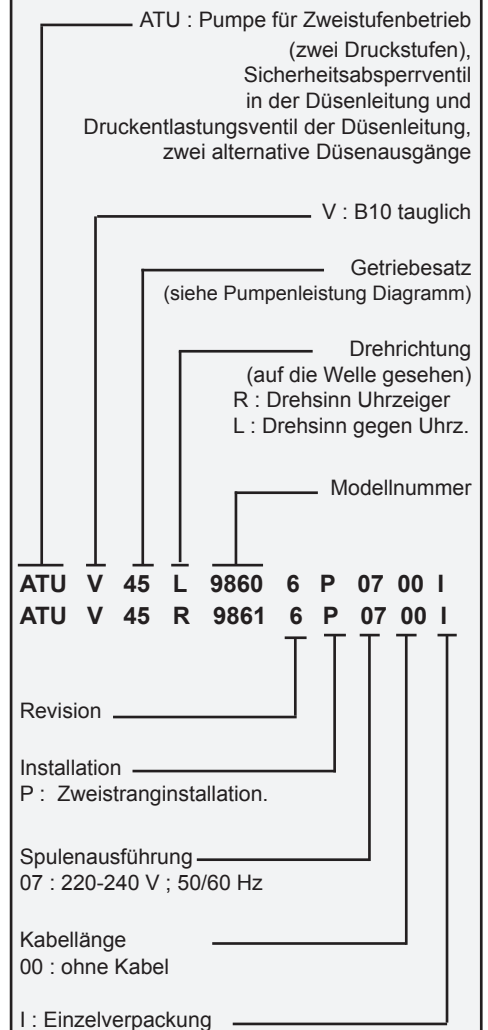 ATU : Pumpe für Zweistufenbetrieb
(zwei Druckstufen),
Sicherheitsabsperrventil
in der Düsenleitung und
Druckentlastungsventil der Düsenleitung,
zwei alternative Düsenausgänge
V : B10 tauglich
Getriebesatz
(siehe Pumpenleistung Diagramm)
Drehrichtung
(auf die Welle gesehen)
R : Drehsinn Uhrzeiger
L : Drehsinn gegen Uhrz.
Modellnummer
ATU V 45 L 9860 6 P 07 00 I
ATU V 45 R 9861 6 P 07 00 I
Revision
Installation
P : Zweistranginstallation.
Spulenausführung
07 : 220-240 V ; 50/60 Hz
Kabellänge
00 : ohne Kabel
I : Einzelverpackung